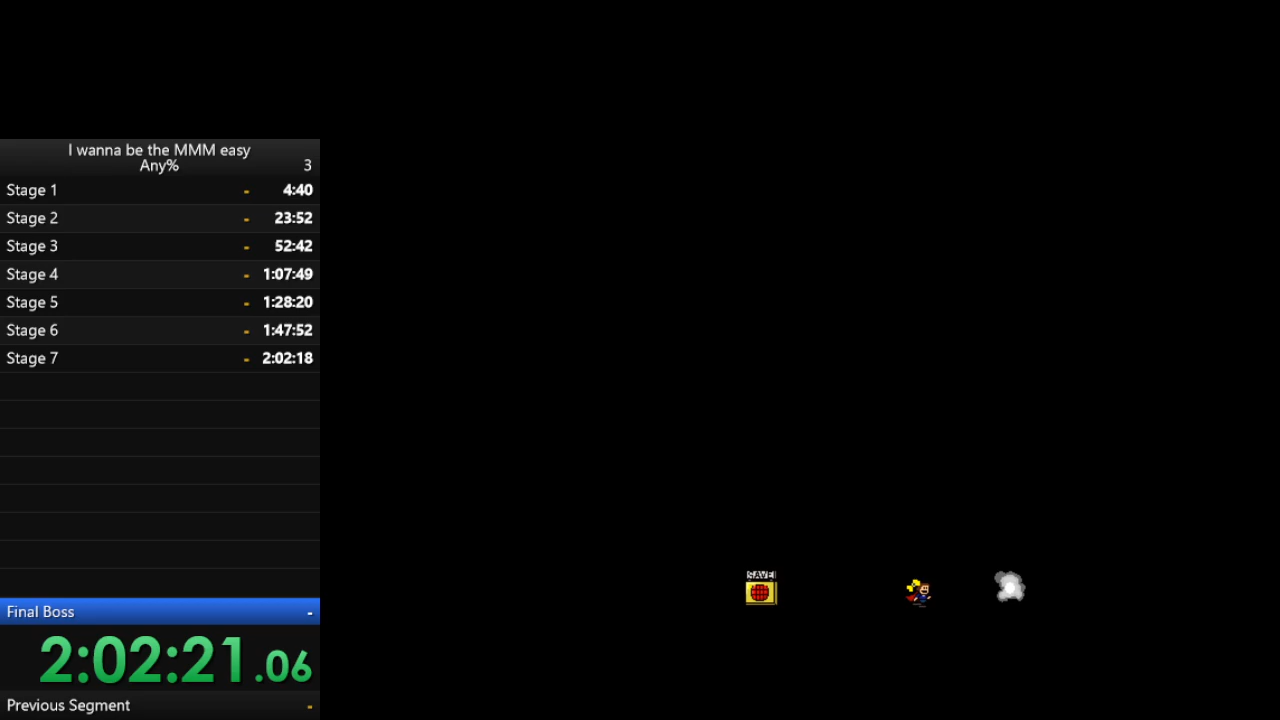 I wanna be the MMM easy
Any% 3
Stage 1 - 4:40
Stage 2 - 23:52
Stage 3 - 52:42
Stage 4 - 1:07:49
Stage 5 - 1:28:20
Stage 6 - 1:47:52
Stage 7 - 2:02:18
SAVE!
Final Boss -
2:02:21.06
Previous Segment -